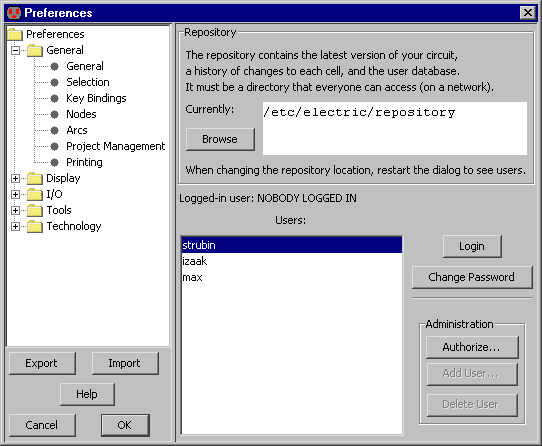 Preferences
Preferences
General
General
Selection
Key Bindings
Nodes
Arcs
Project Management
Printing
Display
I/O
Tools
Technology
Export
Import
Help
Cancel
OK
Repository
The repository contains the latest version of your circuit,
a history of changes to each cell, and the user database.
It must be a directory that everyone can access (on a network).
Currently:
/etc/electric/repository
Browse
When changing the repository location, restart the dialog to see users.
Logged-in user: NOBODY LOGGED IN
Users:
strubin
izaak
max
Login
Change Password
Administration
Authorize...
Add User...
Delete User